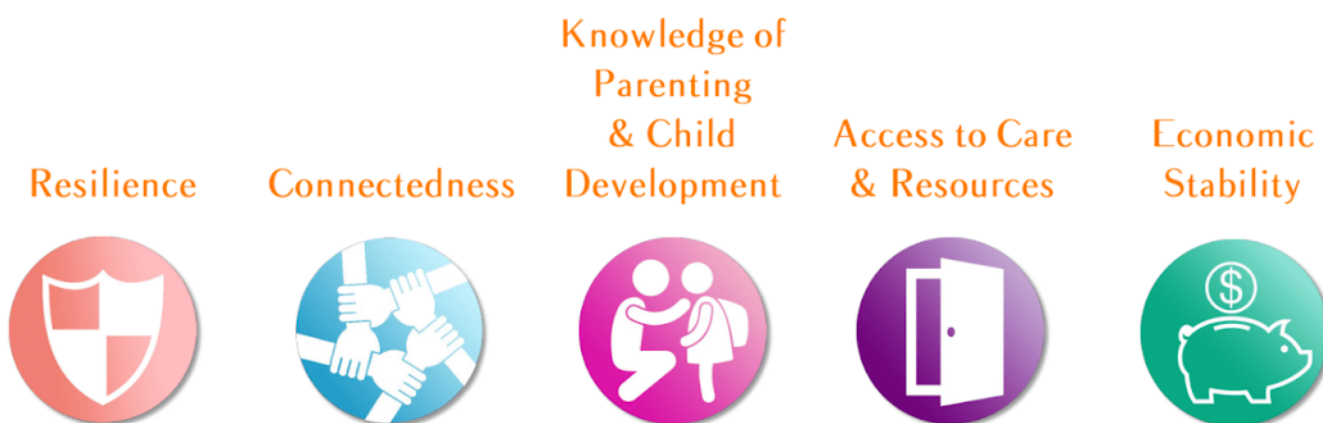 Resilience
Connectedness
Knowledge of
Parenting
& Child
Development
Access to Care
& Resources
Economic
Stability
$